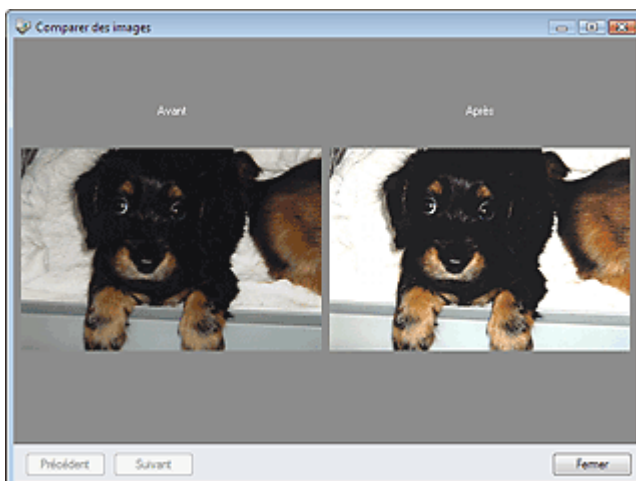 Comparer des images
Avant
Après
Précédent
Suivant
Fermer